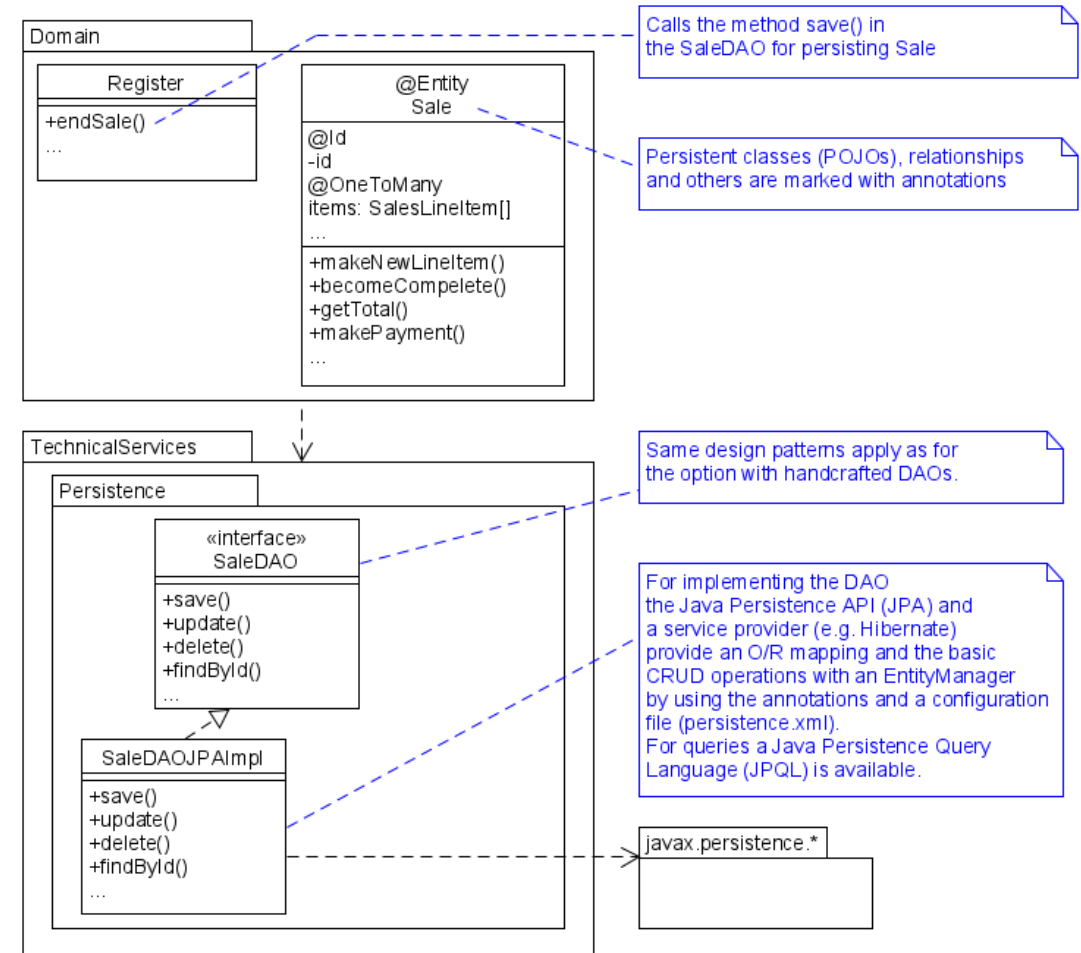 Domain
Register
+endSale()
...
@Entity
Sale
@Id
-id
@OneToMany
items: SalesLineItem[]
...
+makeNewLineItem()
+becomeCompelete()
+getTotal()
+makePayment()
...
Calls the method save() in
the SaleDAO for persisting Sale
Persistent classes (POJOs), relationships
and others are marked with annotations
TechnicalServices
Persistence
«interface»
SaleDAO
+save()
+update()
+delete()
+findById()
...
SaleDAOJPAImpl
+save()
+update()
+delete()
+findById()
...
Same design patterns apply as for
the option with handcrafted DAOs.
For implementing the DAO
the Java Persistence API (JPA) and
a service provider (e.g. Hibernate)
provide an O/R mapping and the basic
CRUD operations with an EntityManager
by using the annotations and a configuration
file (persistence.xml).
For queries a Java Persistence Query
Language (JPQL) is available.
javax.persistence.*